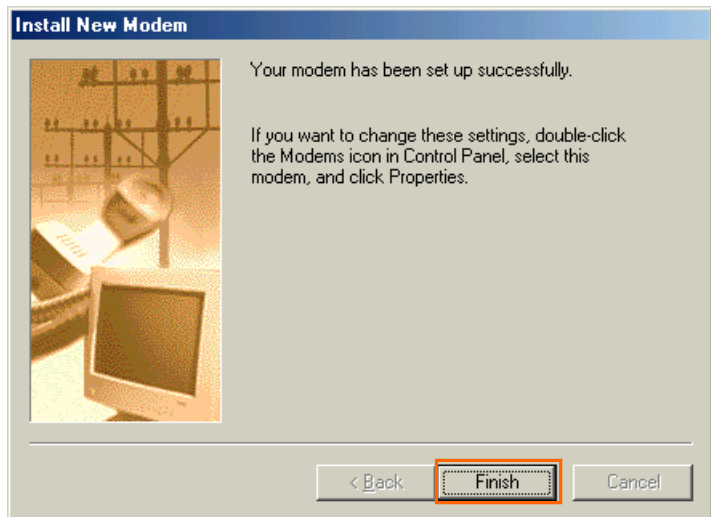 Install New Modem
Your modem has been set up successfully.
If you want to change these settings, double-click
the Modems icon in Control Panel, select this
modem, and click Properties.
< Back
Finish
Cancel